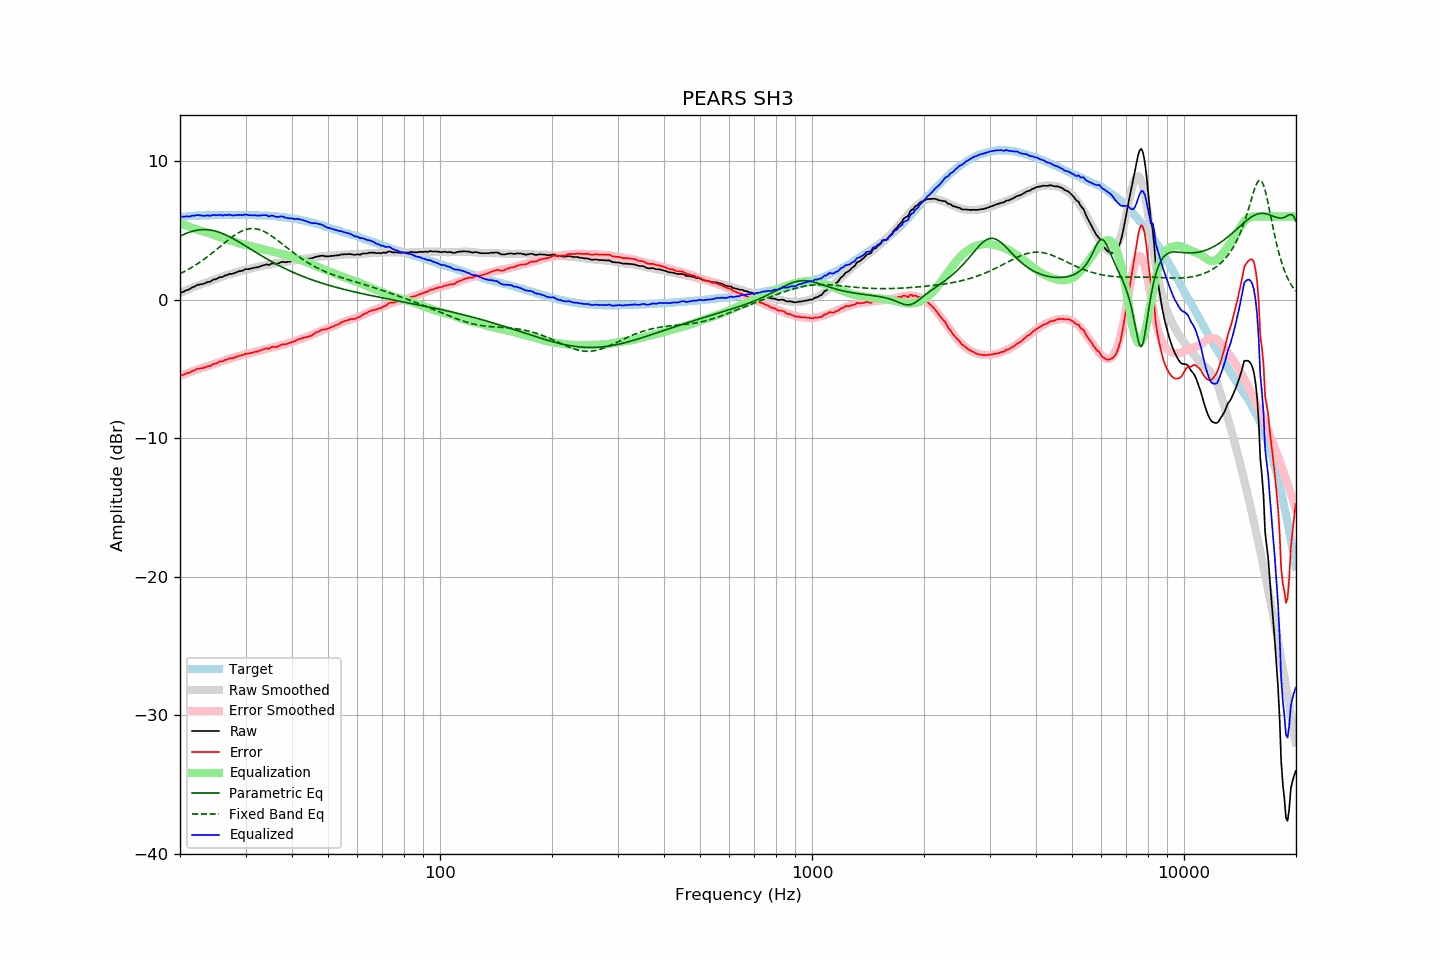 PEARS SH3
10
0
−10
−20
−30
−40
Amplitude (dBr)
100
1000
10000
Frequency (Hz)
Target
Raw Smoothed
Error Smoothed
Raw
Error
Equalization
Parametric Eq
Fixed Band Eq
Equalized